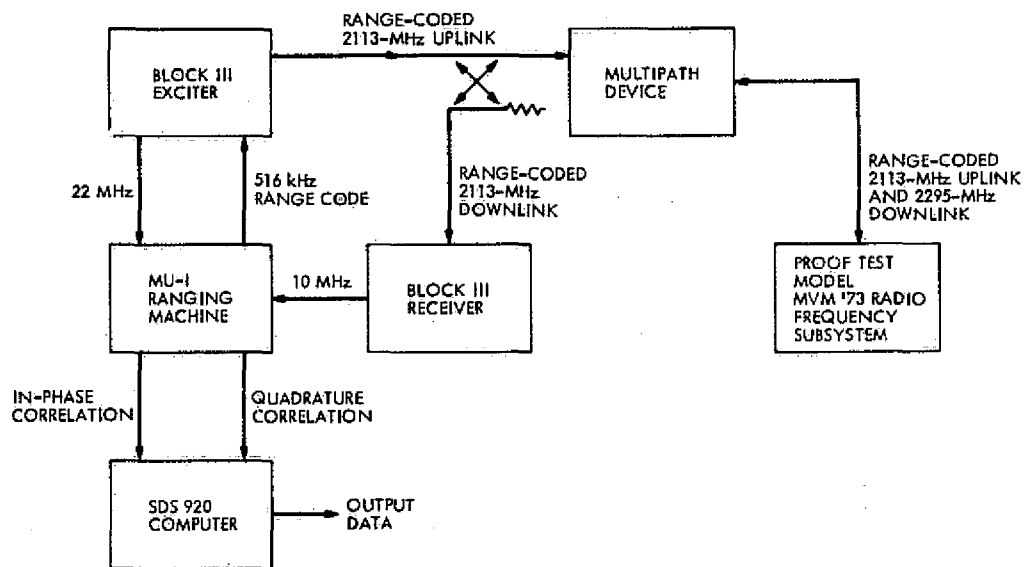 RANGE-CODED
2113-MHz UPLINK
BLOCK III
EXCITER
MULTIPATH
DEVICE
22 MHz
516 kHz
RANGE CODE
RANGE-CODED
2113-MHz
DOWNLINK
RANGE-CODED
2113-MHz UPLINK
AND 2295-MHz
DOWNLINK
MU-I
RANGING
MACHINE
10 MHz
BLOCK III
RECEIVER
PROOF TEST
MODEL
MVM '73 RADIO
FREQUENCY
SUBSYSTEM
IN-PHASE
CORRELATION
QUADRATURE
CORRELATION
SDS 920
COMPUTER
OUTPUT
DATA